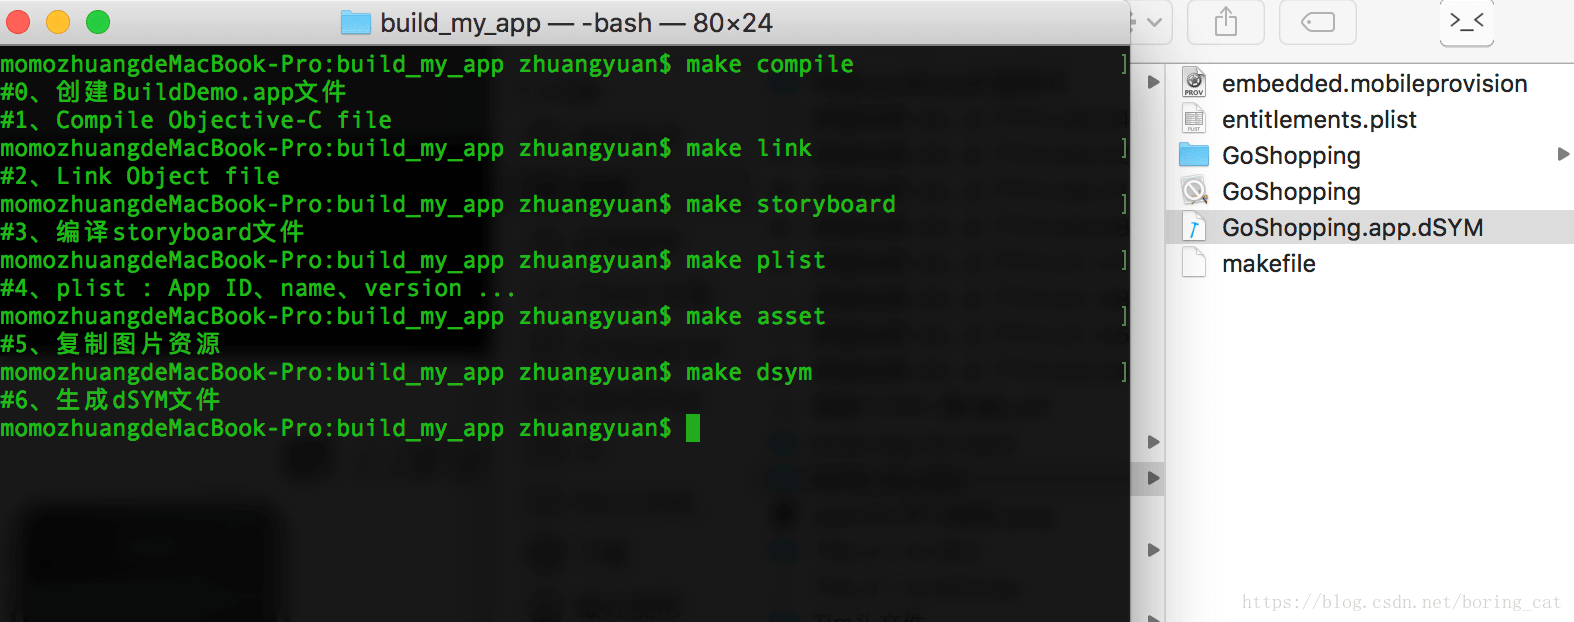 build_my_app — -bash — 80×24
momozhuangdeMacBook-Pro:build_my_app zhuangyuan$ make compile ]
#0、创建BuildDemo.app文件
#1、Compile Objective-C file
momozhuangdeMacBook-Pro:build_my_app zhuangyuan$ make link ]
#2、Link Object file
momozhuangdeMacBook-Pro:build_my_app zhuangyuan$ make storyboard ]
#3、编译storyboard文件
momozhuangdeMacBook-Pro:build_my_app zhuangyuan$ make plist ]
#4、plist : App ID、name、version ...
momozhuangdeMacBook-Pro:build_my_app zhuangyuan$ make asset ]
#5、复制图片资源
momozhuangdeMacBook-Pro:build_my_app zhuangyuan$ make dsym ]
#6、生成dSYM文件
momozhuangdeMacBook-Pro:build_my_app zhuangyuan$
>_<
PROV
embedded.mobileprovision
PLIST
entitlements.plist
GoShopping
GoShopping
GoShopping.app.dSYM
makefile
https://blog.csdn.net/boring_cat